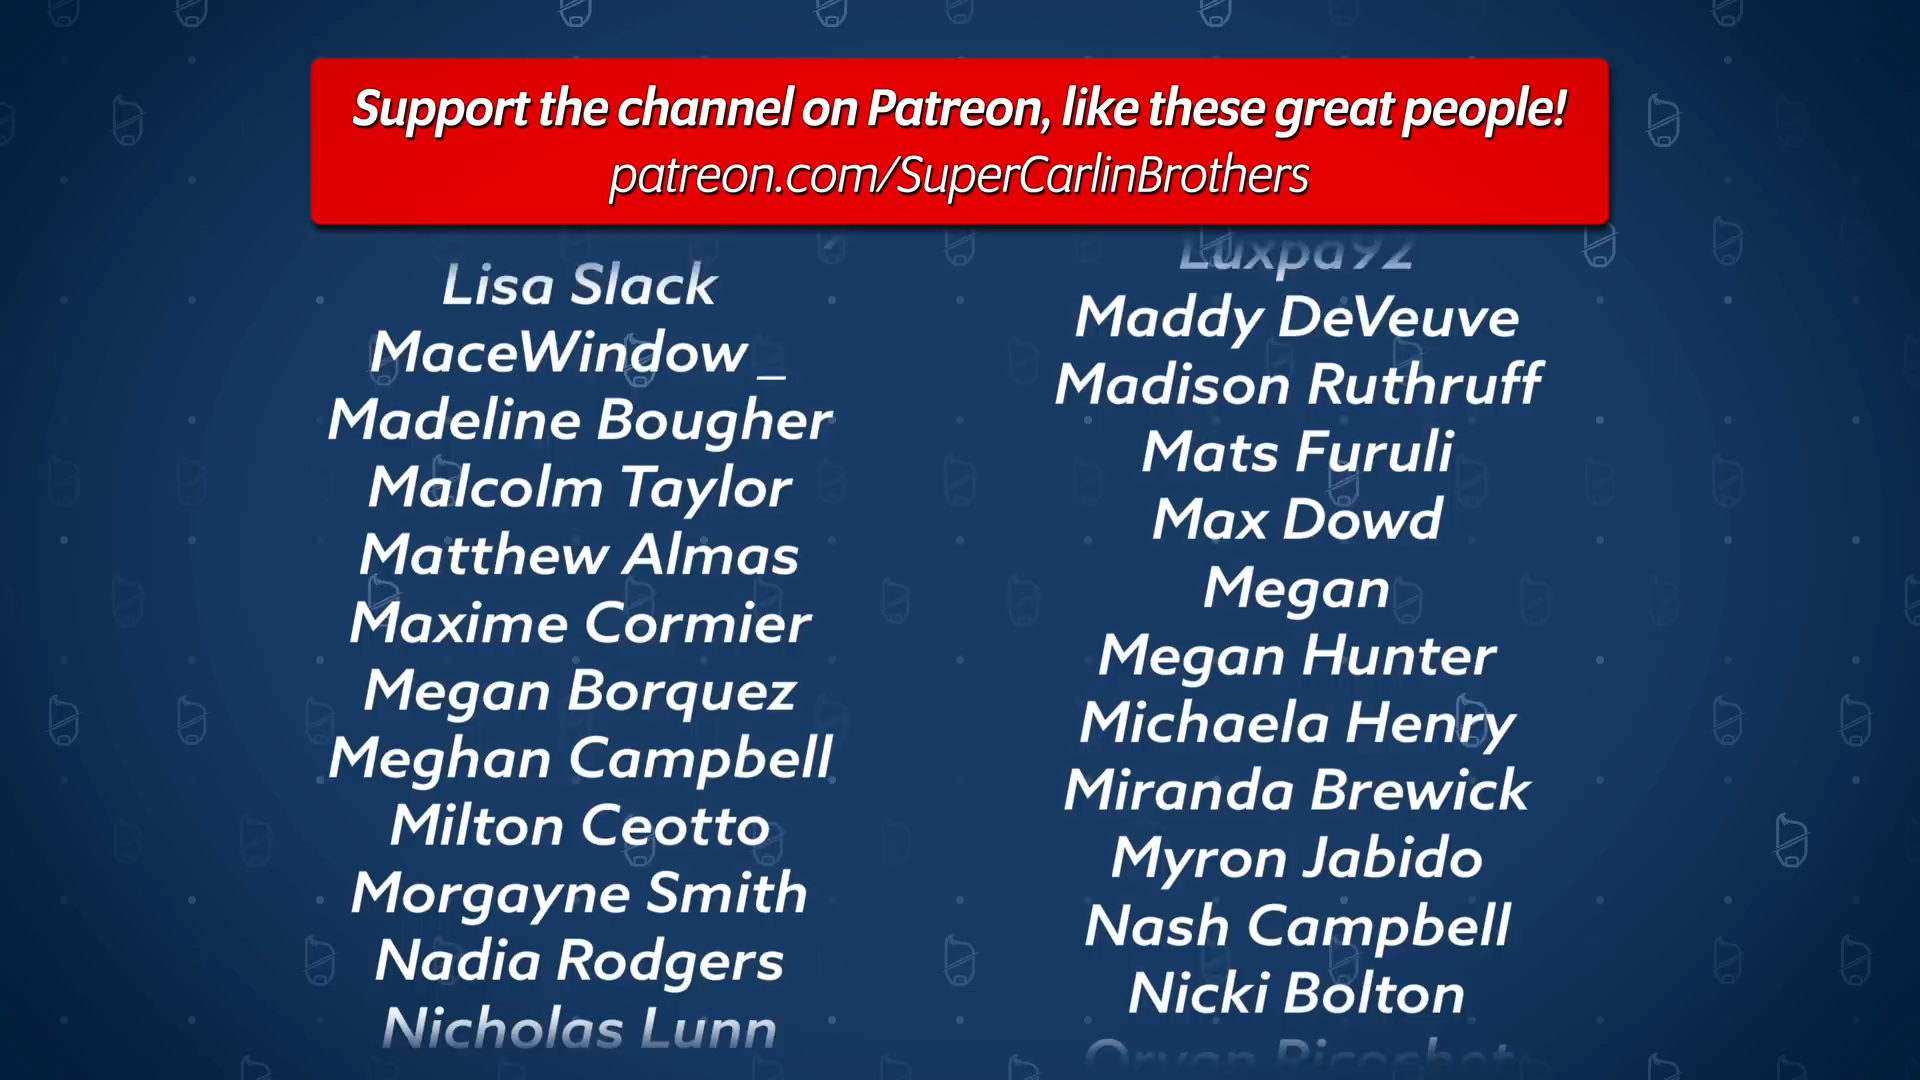 Support the channel on Patreon, like these great people!
patreon.com/SuperCarlinBrothers
Lisa Slack
MaceWindow _
Madeline Bougher
Malcolm Taylor
Matthew Almas
Maxime Cormier
Megan Borquez
Meghan Campbell
Milton Ceotto
Morgayne Smith
Nadia Rodgers
Nicholas Lunn
Luxpa92
Maddy DeVeuve
Madison Ruthruff
Mats Furuli
Max Dowd
Megan
Megan Hunter
Michaela Henry
Miranda Brewick
Myron Jabido
Nash Campbell
Nicki Bolton